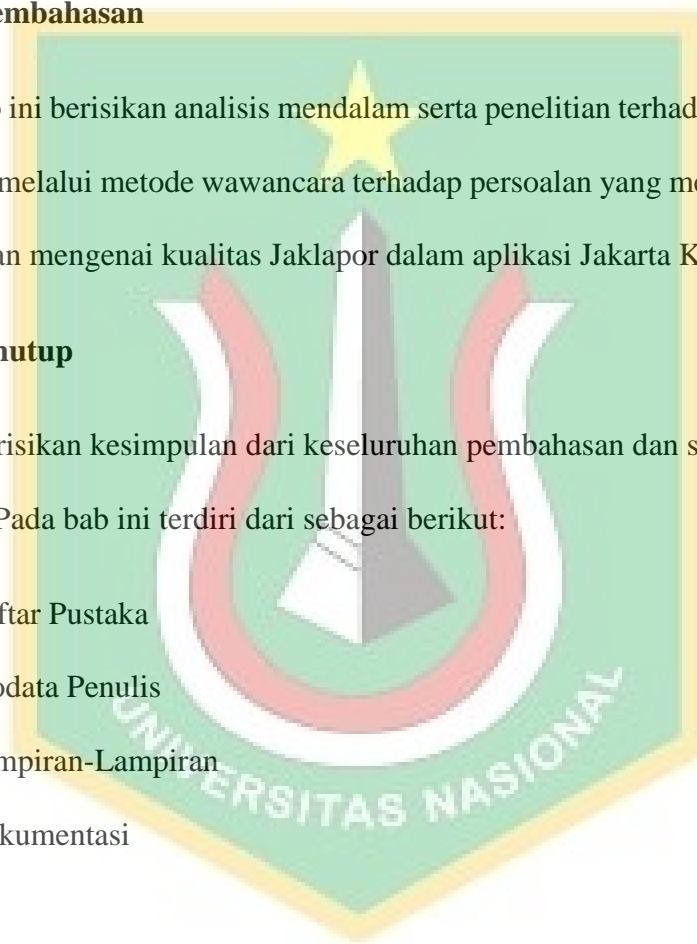 embahasan
ini berisikan analisis mendalam serta penelitian terhad
melalui metode wawancara terhadap persoalan yang me
an mengenai kualitas Jaklapor dalam aplikasi Jakarta K
nutup
risikan kesimpulan dari keseluruhan pembahasan dan s
Pada bab ini terdiri dari sebagai berikut:
ftar Pustaka
odata Penulis
mpiran-Lampiran
kumentasi
UNIVERSITAS NASIONAL